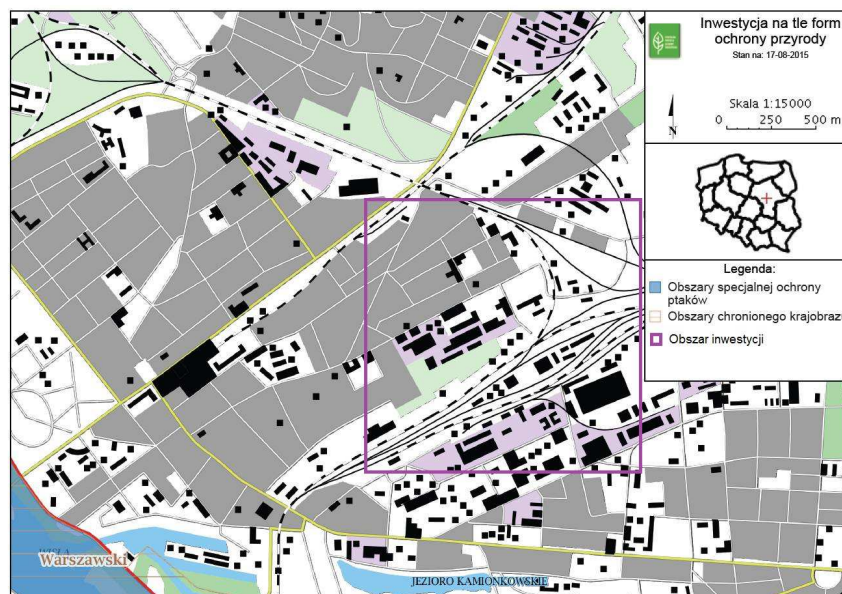 Inwestycja na tle form
ochrony przyrody
Stan na: 17-08-2015
Skala 1:15000
0 250 500 m
N
Legenda:
Obszary specjalnej ochrony
ptaków
Obszary chronionego krajobrazu
Obszar inwestycji
WISŁA
Warszawski
JEZIORO KAMIONKOWSKIE